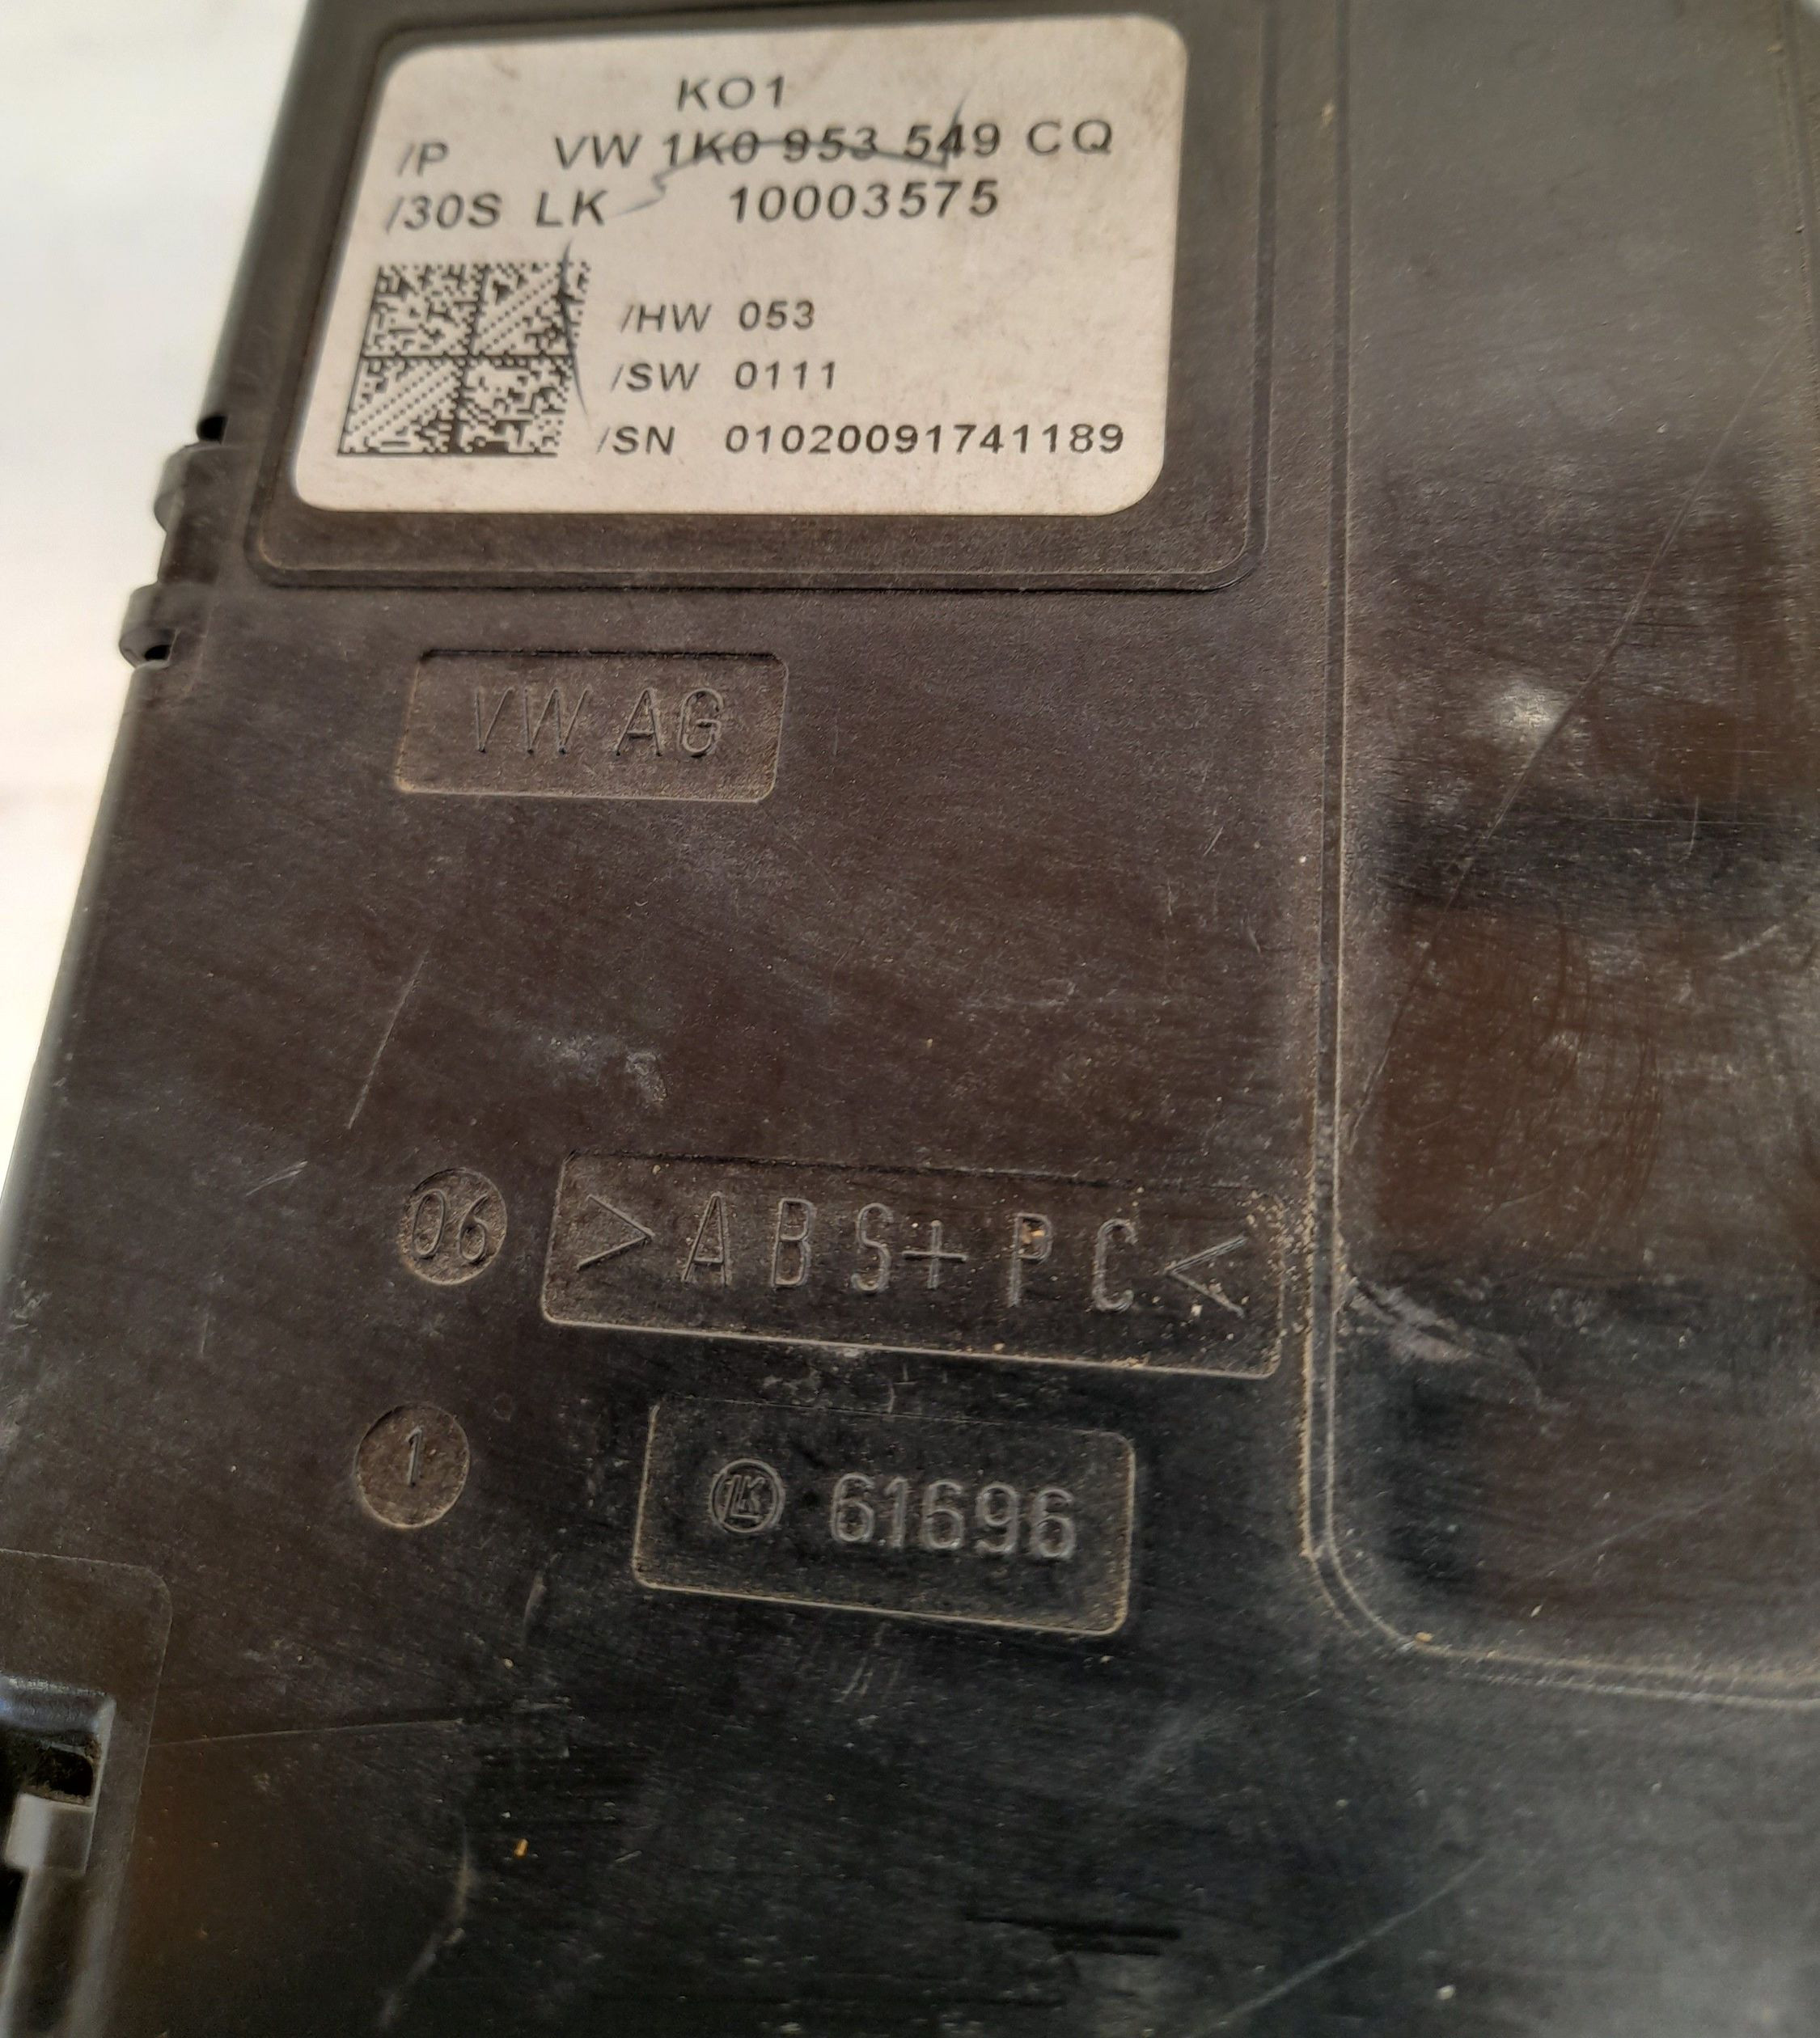 KO1
/P VW 1K0 953 549 CQ
/30S LK 10003575
/HW 053
/SW 0111
/SN 01020091741189
VW AG
06 >ABS+PC<
1 LK 61696